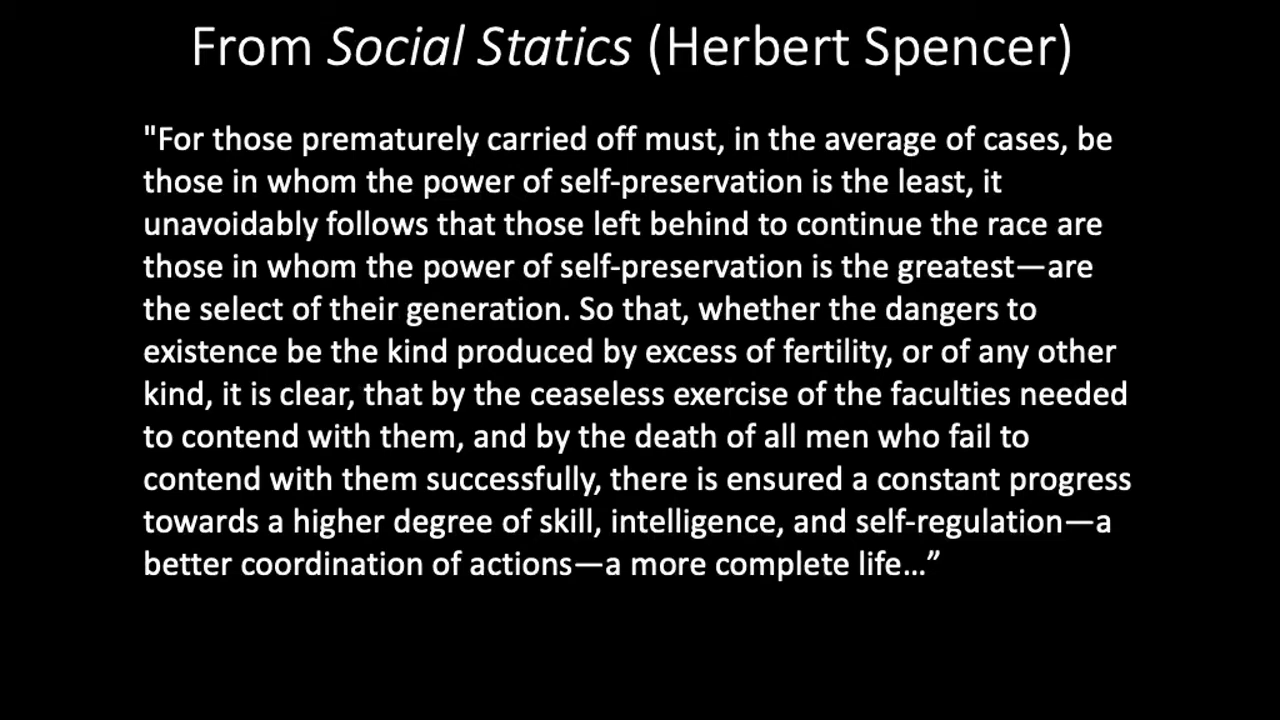 From Social Statics (Herbert Spencer)
"For those prematurely carried off must, in the average of cases, be
those in whom the power of self-preservation is the least, it
unavoidably follows that those left behind to continue the race are
those in whom the power of self-preservation is the greatest—are
the select of their generation. So that, whether the dangers to
existence be the kind produced by excess of fertility, or of any other
kind, it is clear, that by the ceaseless exercise of the faculties needed
to contend with them, and by the death of all men who fail to
contend with them successfully, there is ensured a constant progress
towards a higher degree of skill, intelligence, and self-regulation—a
better coordination of actions—a more complete life…”